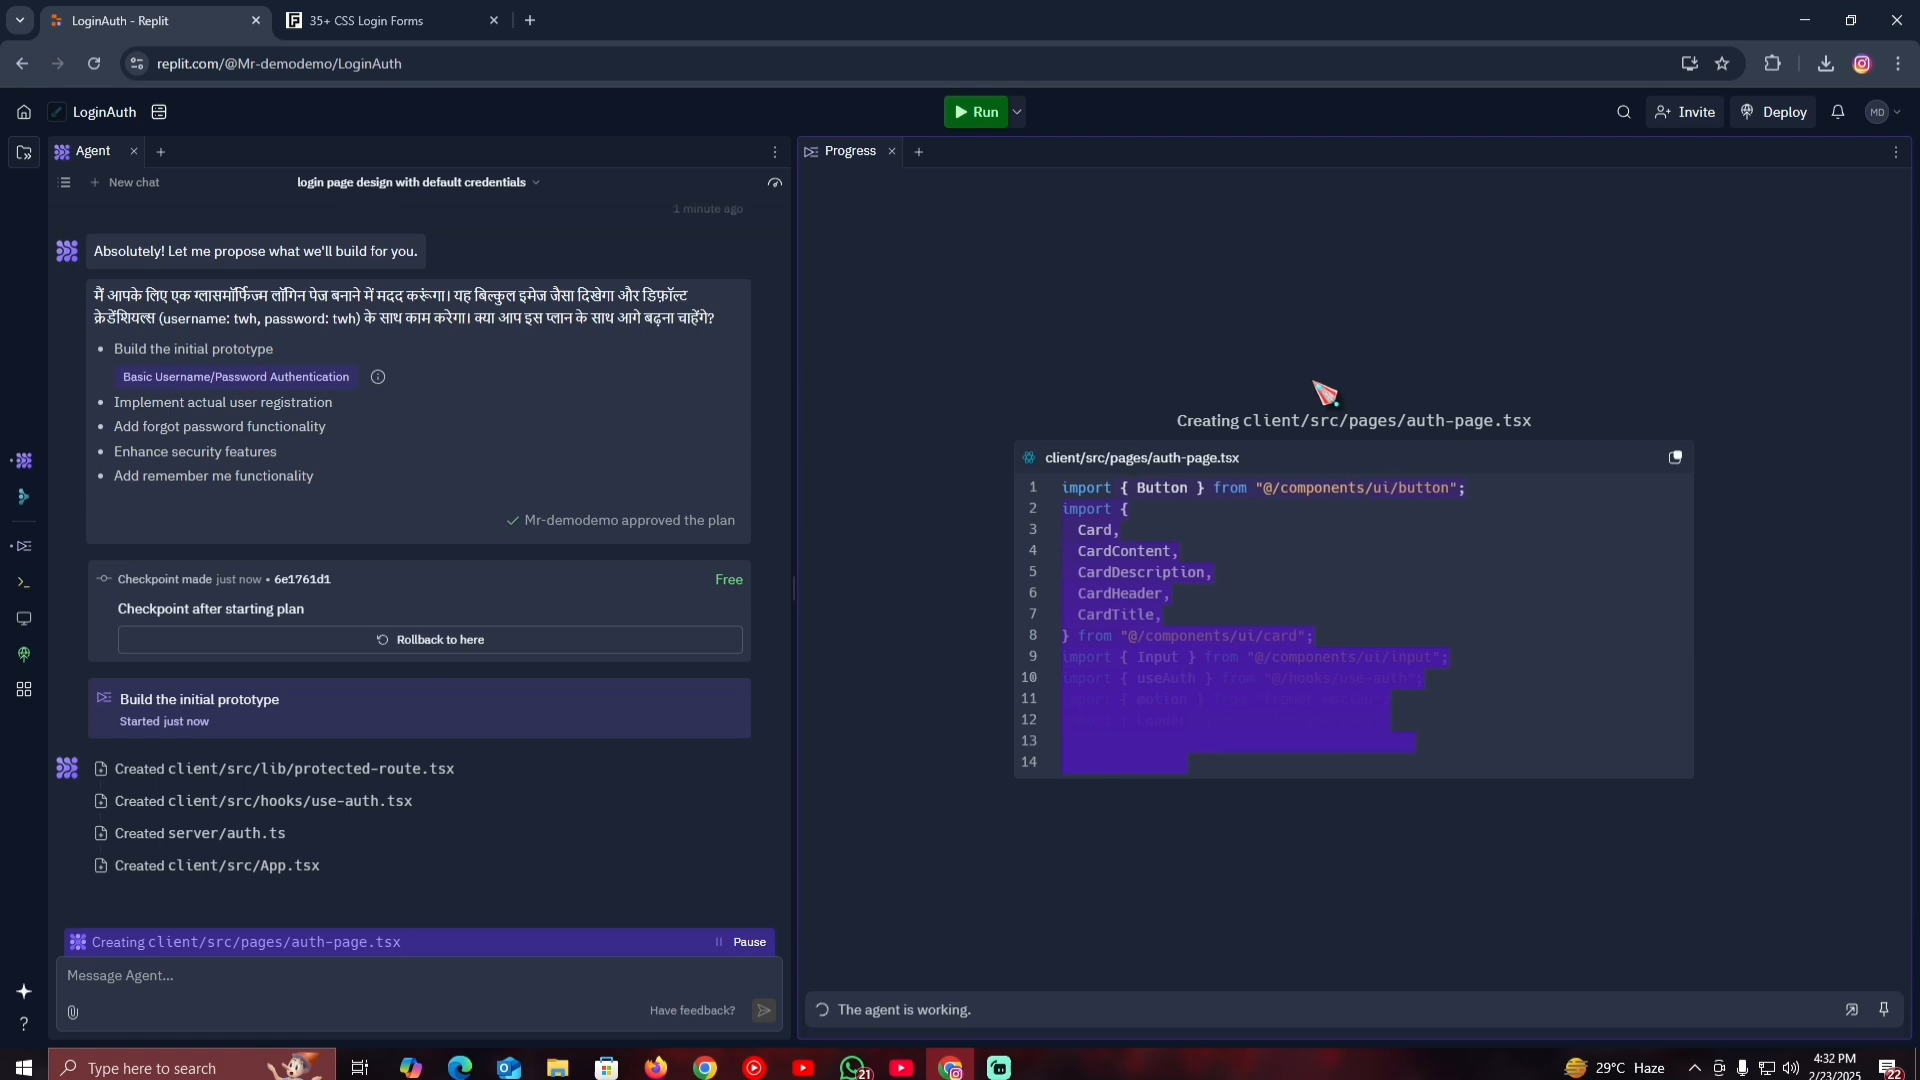 LoginAuth - Replit
35+ CSS Login Forms
replit.com/@Mr-demodemo/LoginAuth
LoginAuth
Run
Invite
Deploy
MD
Agent
Progress
New chat
login page design with default credentials
1 minute ago
Absolutely! Let me propose what we'll build for you.
मैं आपके लिए एक ग्लासमॉर्फिज्म लॉगिन पेज बनाने में मदद करूंगा। यह बिल्कुल इमेज जैसा दिखेगा और डिफ़ॉल्ट
क्रेडेंशियल्स (username: twh, password: twh) के साथ काम करेगा। क्या आप इस प्लान के साथ आगे बढ़ना चाहेंगे?
Build the initial prototype
Basic Username/Password Authentication
Implement actual user registration
Add forgot password functionality
Enhance security features
Add remember me functionality
Mr-demodemo approved the plan
Checkpoint made just now • 6e1761d1
Free
Checkpoint after starting plan
Rollback to here
Build the initial prototype
Started just now
Created client/src/lib/protected-route.tsx
Created client/src/hooks/use-auth.tsx
Created server/auth.ts
Created client/src/App.tsx
Creating client/src/pages/auth-page.tsx
Pause
Message Agent...
Have feedback?
Creating client/src/pages/auth-page.tsx
client/src/pages/auth-page.tsx
1 import { Button } from "@/components/ui/button";
2 import {
3 Card,
4 CardContent,
5 CardDescription,
6 CardHeader,
7 CardTitle,
8 } from "@/components/ui/card";
9 import { Input } from "@/components/ui/input";
10 import { useAuth } from "@/hooks/use-auth";
11 import { motion } from
12
13
14
The agent is working.
Type here to search
21
29°C Haze
4:32 PM
2/23/2025
22